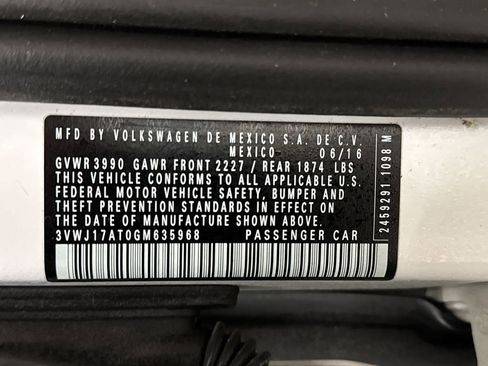 MFD BY VOLKSWAGEN DE MEXICO S.A. DE C.V.
MEXICO 06/16
GVWR 3990 GAWR FRONT 2227 / REAR 1874 LBS
THIS VEHICLE CONFORMS TO ALL APPLICABLE U.S.
FEDERAL MOTOR VEHICLE SAFETY, BUMPER AND
THEFT PREVENTION STANDARDS IN EFFECT ON
THE DATE OF MANUFACTURE SHOWN ABOVE.
3VWJ17AT0GM635968 PASSENGER CAR
2459291 1098 M